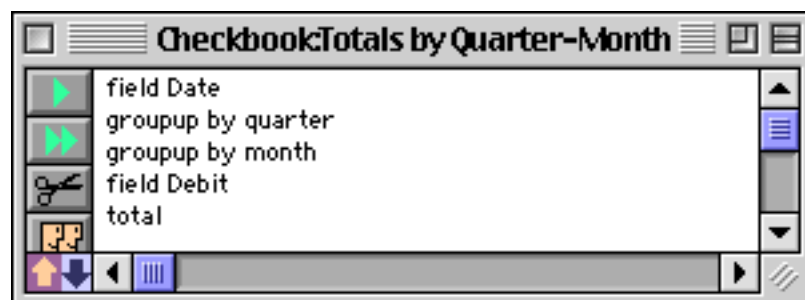 Checkbook:Totals by Quarter-Month
field Date
groupup by quarter
groupup by month
field Debit
total